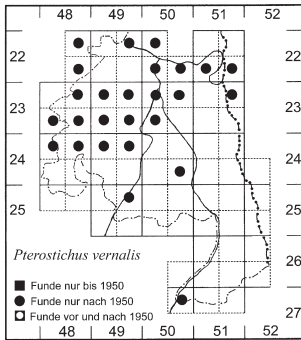 48 49 50 51 52
22 22
23 23
24 24
25 25
Pterostichus vernalis
26
Funde nur bis 1950
Funde nur nach 1950
Funde vor und nach 1950
27
48 49 50 51 52